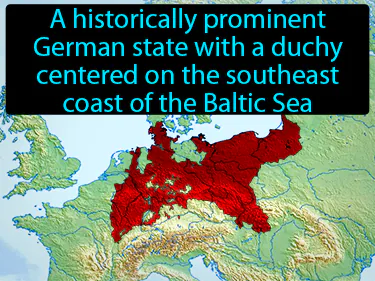 A historically prominent
German state with a duchy
centered on the southeast
coast of the Baltic Sea